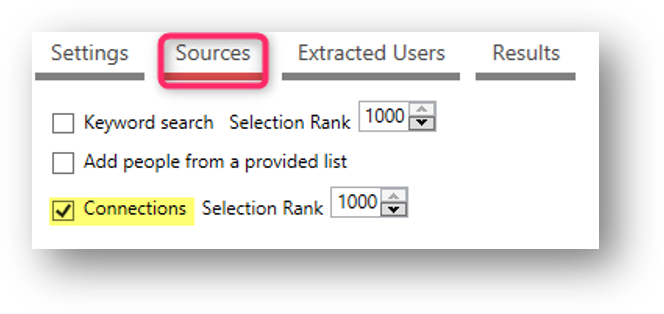 Settings Sources Extracted Users Results
Keyword search Selection Rank 1000
Add people from a provided list
Connections Selection Rank 1000